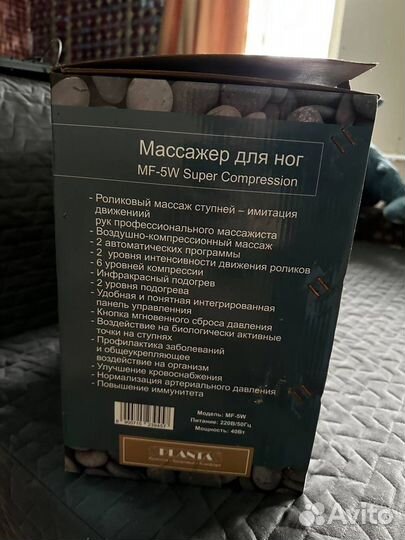 Массажер для ног
MF-5W Super Compression
- Роликовый массаж ступней – имитация
движениий
рук профессионального массажиста
- Воздушно-компрессионный массаж
- 2 автоматических программы
- 2 уровня интенсивности движения роликов
- 6 уровней компрессии
- Инфракрасный подогрев
- 2 уровня подогрева
- Удобная и понятная интегрированная
панель управления
- Кнопка мгновенного сброса давления
- Воздействие на биологически активные
точки на ступнях
- Профилактика заболеваний
и общеукрепляющее
воздействие на организм
- Улучшение кровоснабжения
- Нормализация артериального давления
- Повышение иммунитета
Модель: MF-5W
Питание: 220В/50Гц
Мощность: 40Вт
PLANTA
Avito